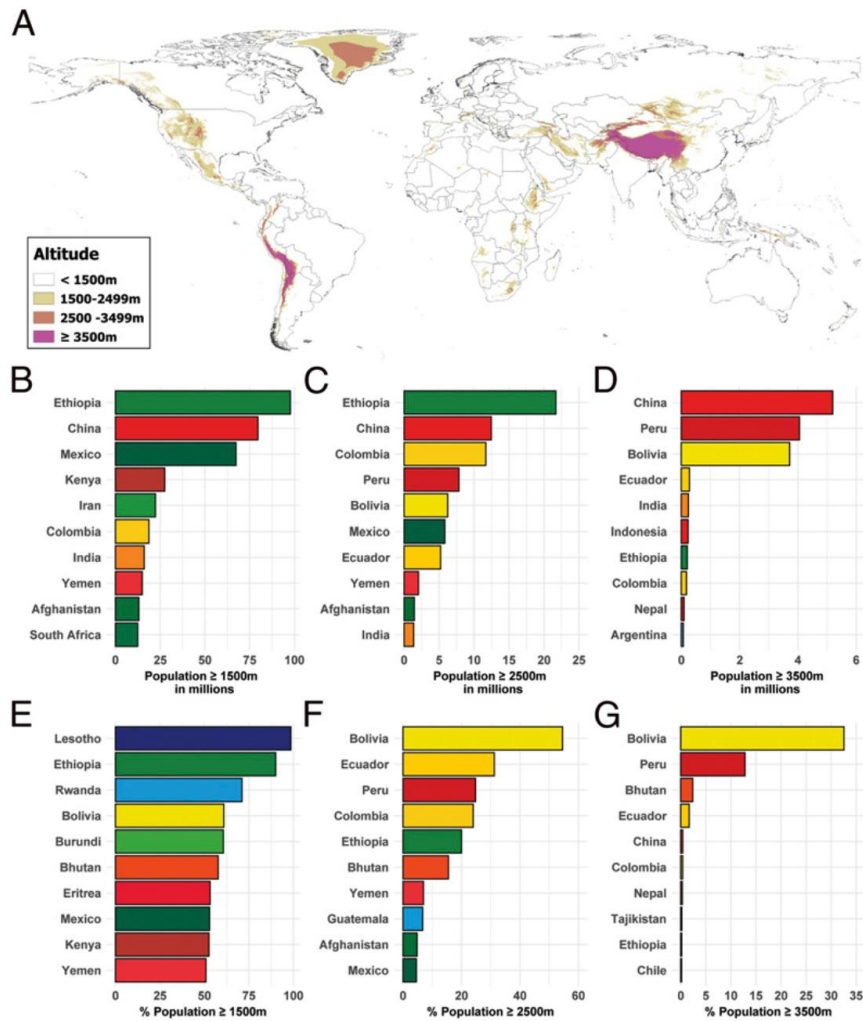 A
Altitude
< 1500m
1500-2499m
2500 -3499m
≥ 3500m
B
Ethiopia
China
Mexico
Kenya
Iran
Colombia
India
Yemen
Afghanistan
South Africa
0 25 50 75 100
Population ≥ 1500m
in millions
C
Ethiopia
China
Colombia
Peru
Bolivia
Mexico
Ecuador
Yemen
Afghanistan
India
0 5 10 15 20 25
Population ≥ 2500m
in millions
D
China
Peru
Bolivia
Ecuador
India
Indonesia
Ethiopia
Colombia
Nepal
Argentina
0 2 4 6
Population ≥ 3500m
in millions
E
Lesotho
Ethiopia
Rwanda
Bolivia
Burundi
Bhutan
Eritrea
Mexico
Kenya
Yemen
0 25 50 75 100
% Population ≥ 1500m
F
Bolivia
Ecuador
Peru
Colombia
Ethiopia
Bhutan
Yemen
Guatemala
Afghanistan
Mexico
0 20 40 60
% Population ≥ 2500m
G
Bolivia
Peru
Bhutan
Ecuador
China
Colombia
Nepal
Tajikistan
Ethiopia
Chile
0 5 10 15 20 25 30 35
% Population ≥ 3500m